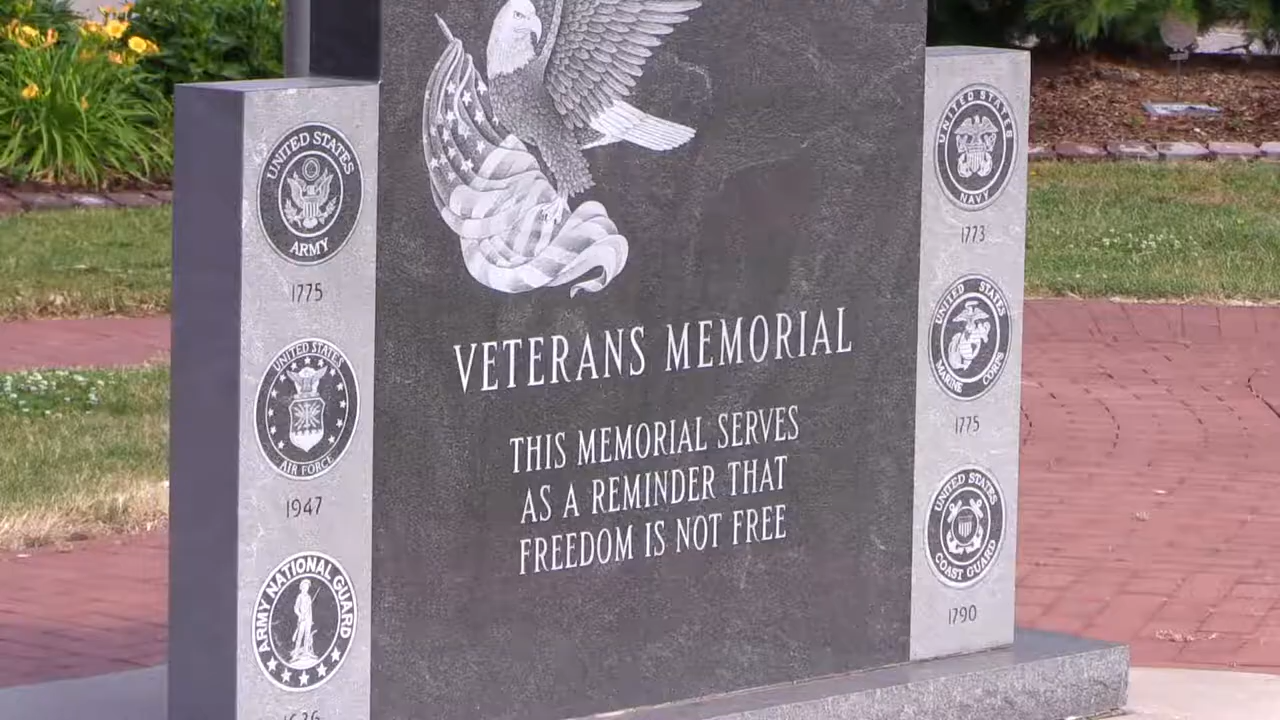 UNITED STATES
ARMY
1775
UNITED STATES
AIR FORCE
1947
ARMY NATIONAL GUARD
VETERANS MEMORIAL
THIS MEMORIAL SERVES
AS A REMINDER THAT
FREEDOM IS NOT FREE
UNITED STATES
NAVY
1773
UNITED STATES
MARINE CORPS
1775
UNITED STATES
COAST GUARD
1790